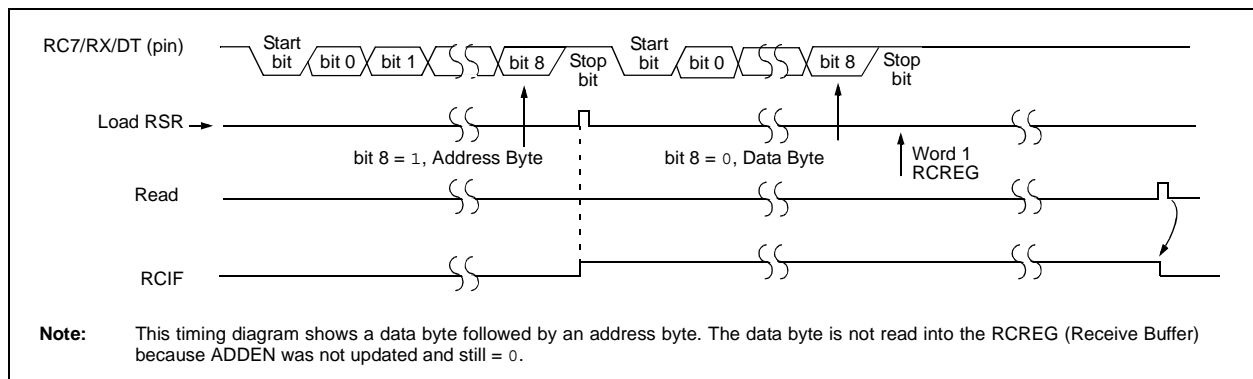 RC7/RX/DT (pin)
Start
bit
bit 0
bit 1
bit 8
Stop
bit
Start
bit
bit 0
bit 8
Stop
bit
Load RSR
bit 8 = 1, Address Byte
bit 8 = 0, Data Byte
Word 1
RCREG
Read
RCIF
Note: This timing diagram shows a data byte followed by an address byte. The data byte is not read into the RCREG (Receive Buffer)
because ADDEN was not updated and still = 0.